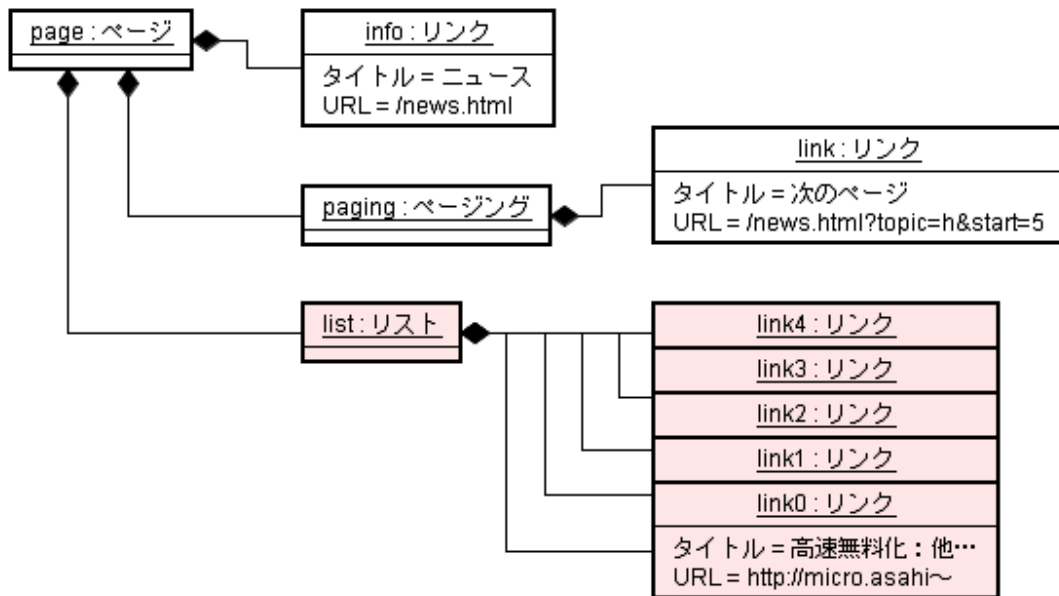 page : ページ
info : リンク
タイトル = ニュース
URL = /news.html
link : リンク
タイトル = 次のページ
URL = /news.html?topic=h&start=5
paging : ページング
list : リスト
link4 : リンク
link3 : リンク
link2 : リンク
link1 : リンク
link0 : リンク
タイトル = 高速無料化：他…
URL = http://micro.asahi～